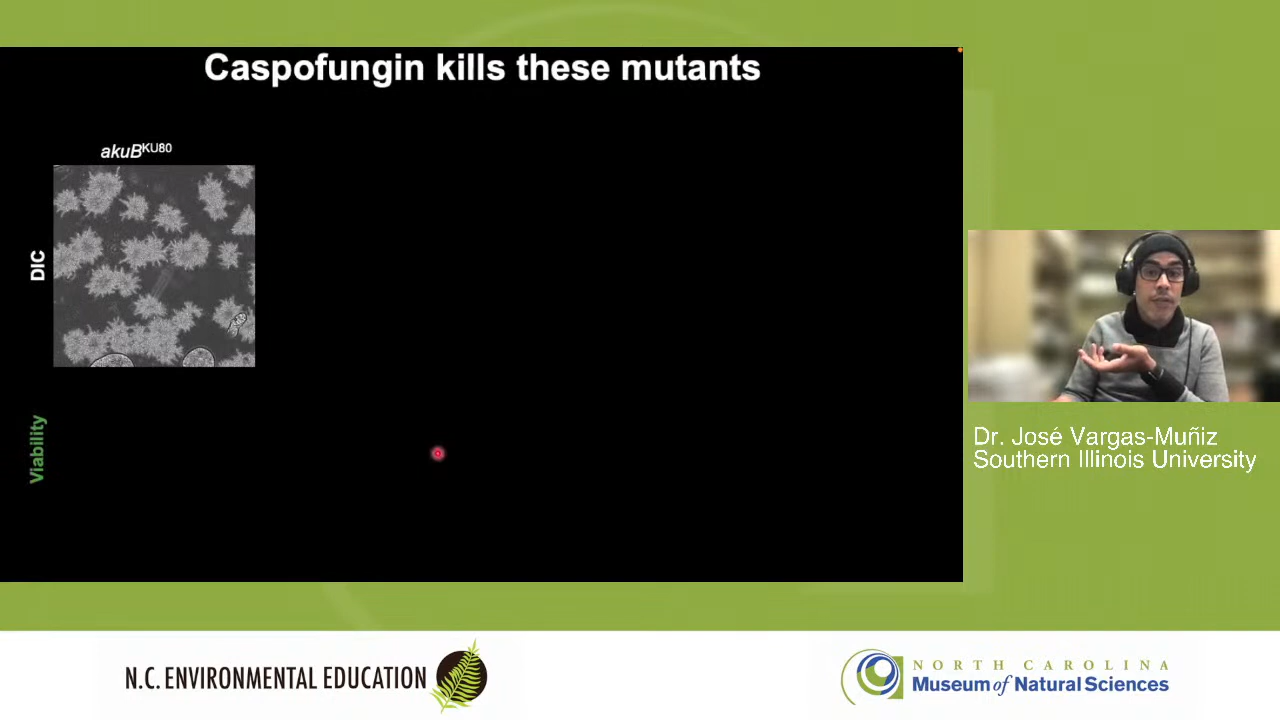 Caspofungin kills these mutants
akuB^KU80
DIC
Viability
Dr. José Vargas-Muñiz
Southern Illinois University
N.C. ENVIRONMENTAL EDUCATION
NORTH CAROLINA
Museum of Natural Sciences